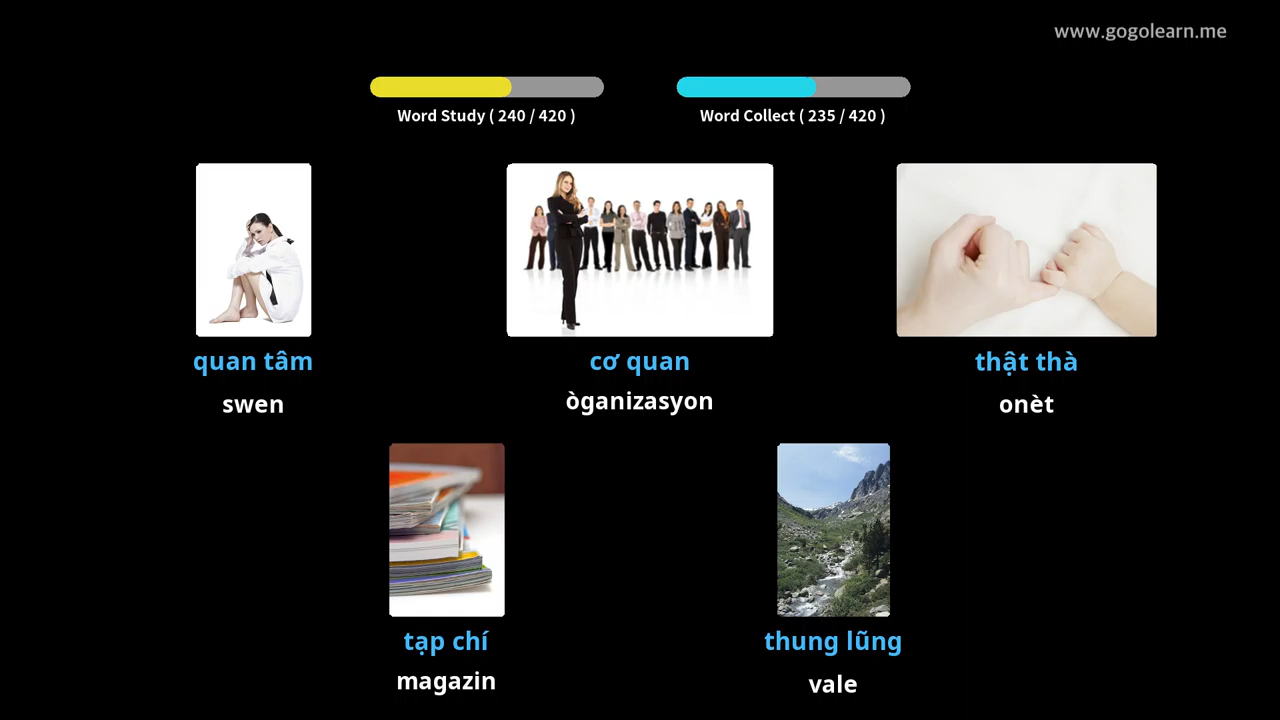 www.gogolearn.me
Word Study ( 240 / 420 )
Word Collect ( 235 / 420 )
quan tâm
swen
cơ quan
òganizasyon
thật thà
onèt
tạp chí
magazin
thung lũng
vale